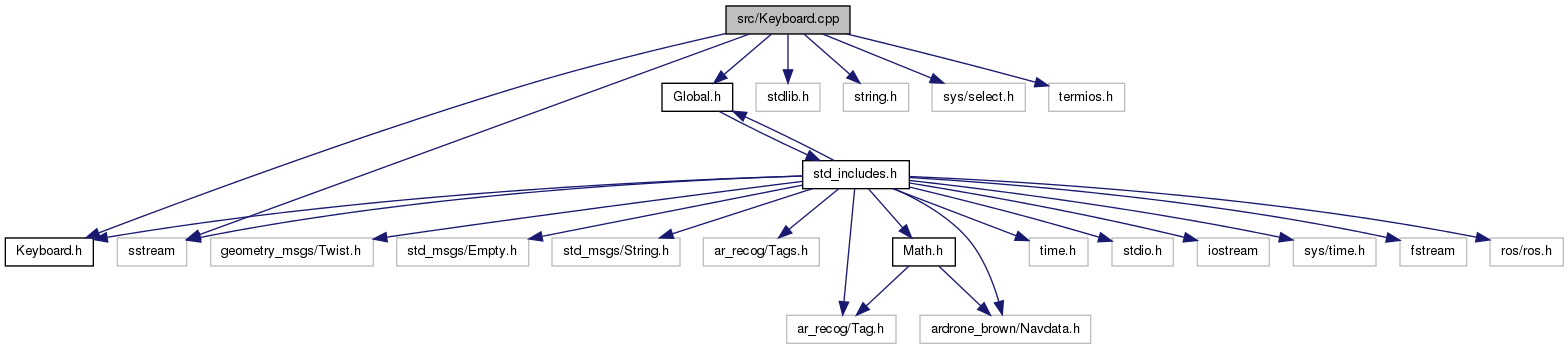 src/Keyboard.cpp
Global.h
stdlib.h
string.h
sys/select.h
termios.h
std_includes.h
Keyboard.h
sstream
geometry_msgs/Twist.h
std_msgs/Empty.h
std_msgs/String.h
ar_recog/Tags.h
Math.h
time.h
stdio.h
iostream
sys/time.h
fstream
ros/ros.h
ar_recog/Tag.h
ardrone_brown/Navdata.h